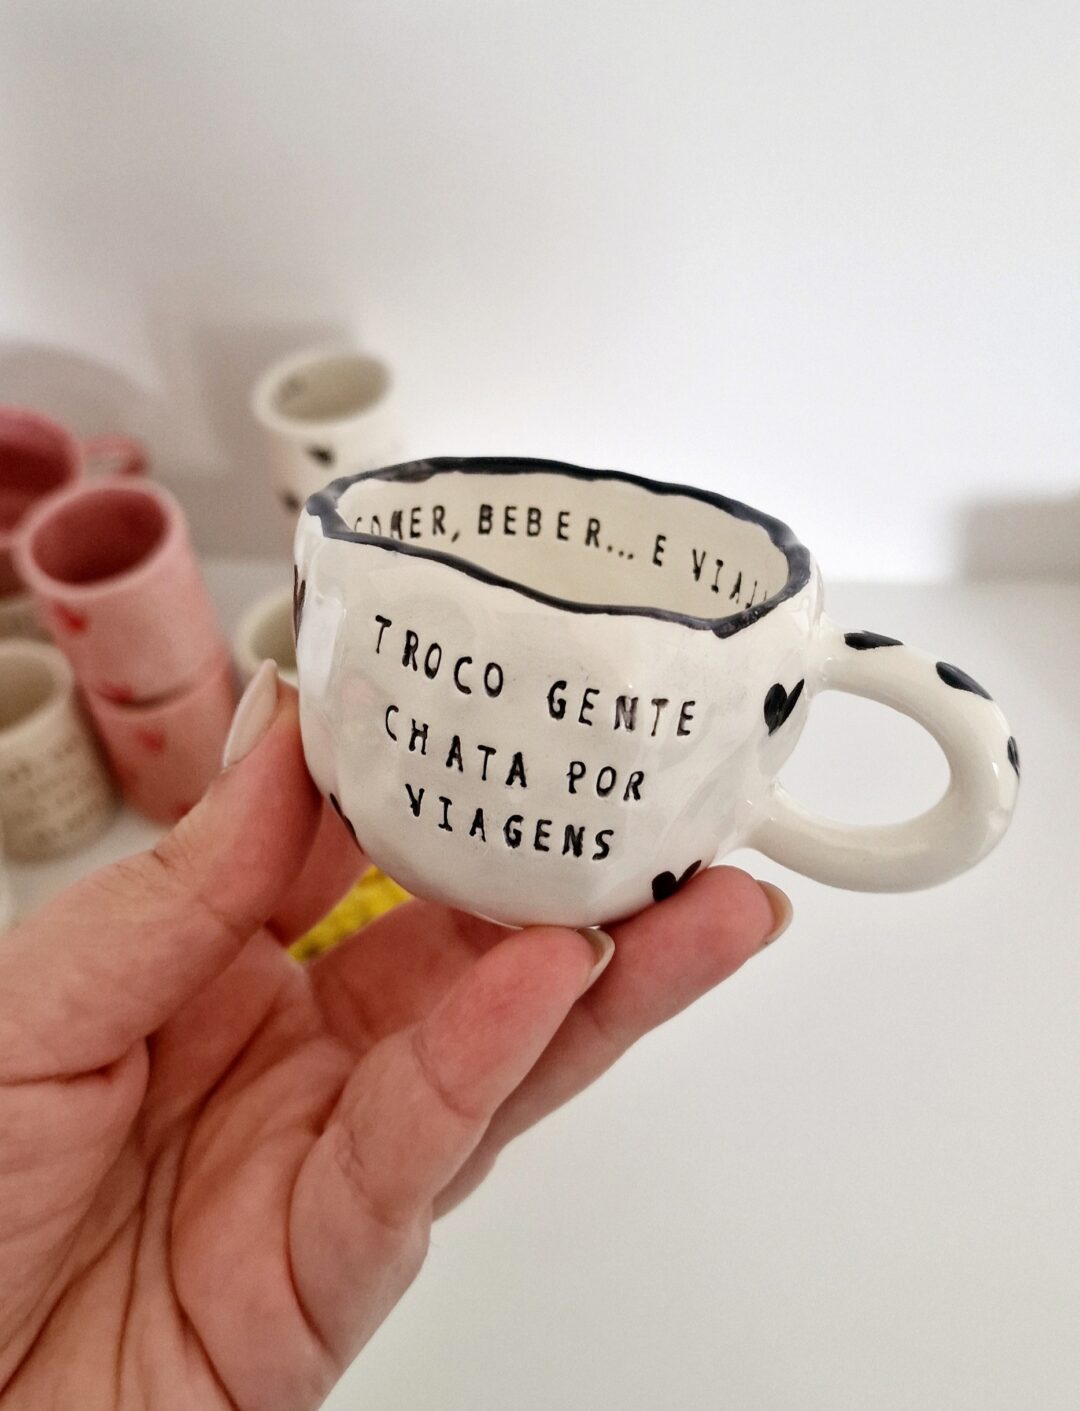 COMER, BEBER... E
TROCO GENTE
CHATA POR
VIAGENS